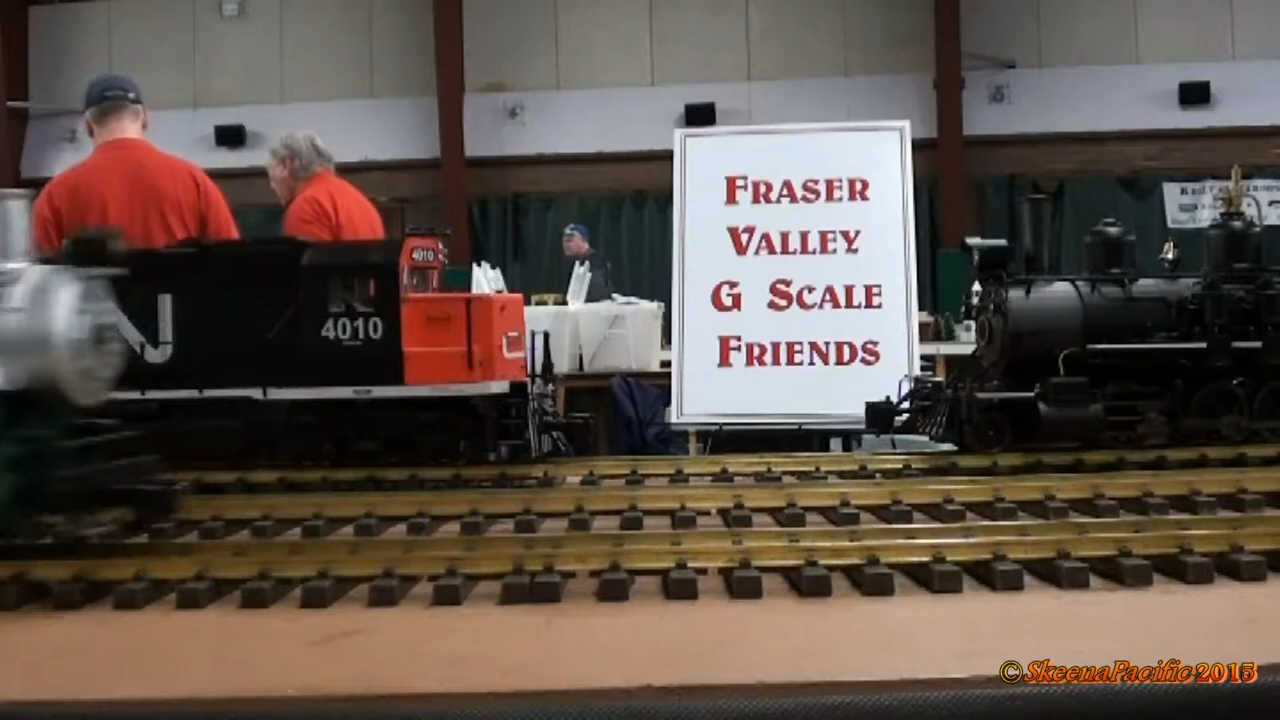 FRASER
VALLEY
G SCALE
FRIENDS
4010
4010
© SkeenaPacific 2015